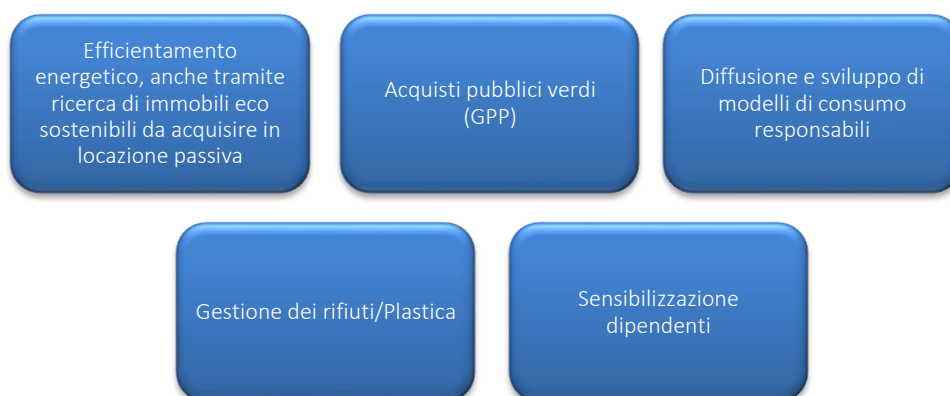 Efficientamento
energetico, anche tramite
ricerca di immobili eco
sostenibili da acquisire in
locazione passiva
Acquisti pubblici verdi
(GPP)
Diffusione e sviluppo di
modelli di consumo
responsabili
Gestione dei rifiuti/Plastica
Sensibilizzazione
dipendenti